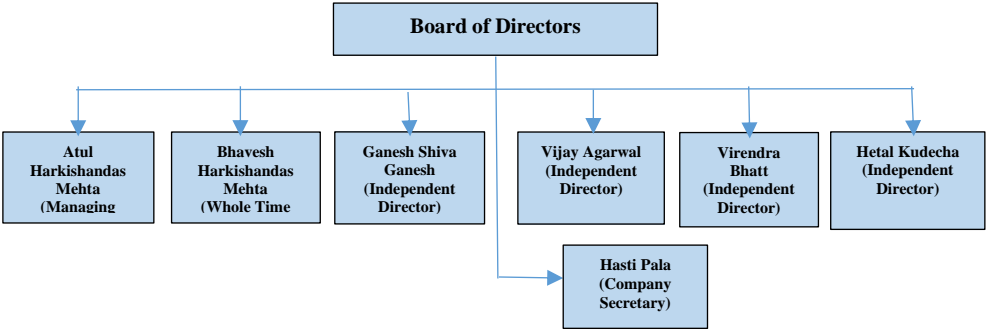 Board of Directors
Atul
Harkishandas
Mehta
(Managing
Bhavesh
Harkishandas
Mehta
(Whole Time
Ganesh Shiva
Ganesh
(Independent
Director)
Vijay Agarwal
(Independent
Director)
Virendra
Bhatt
(Independent
Director)
Hetal Kudecha
(Independent
Director)
Hasti Pala
(Company
Secretary)